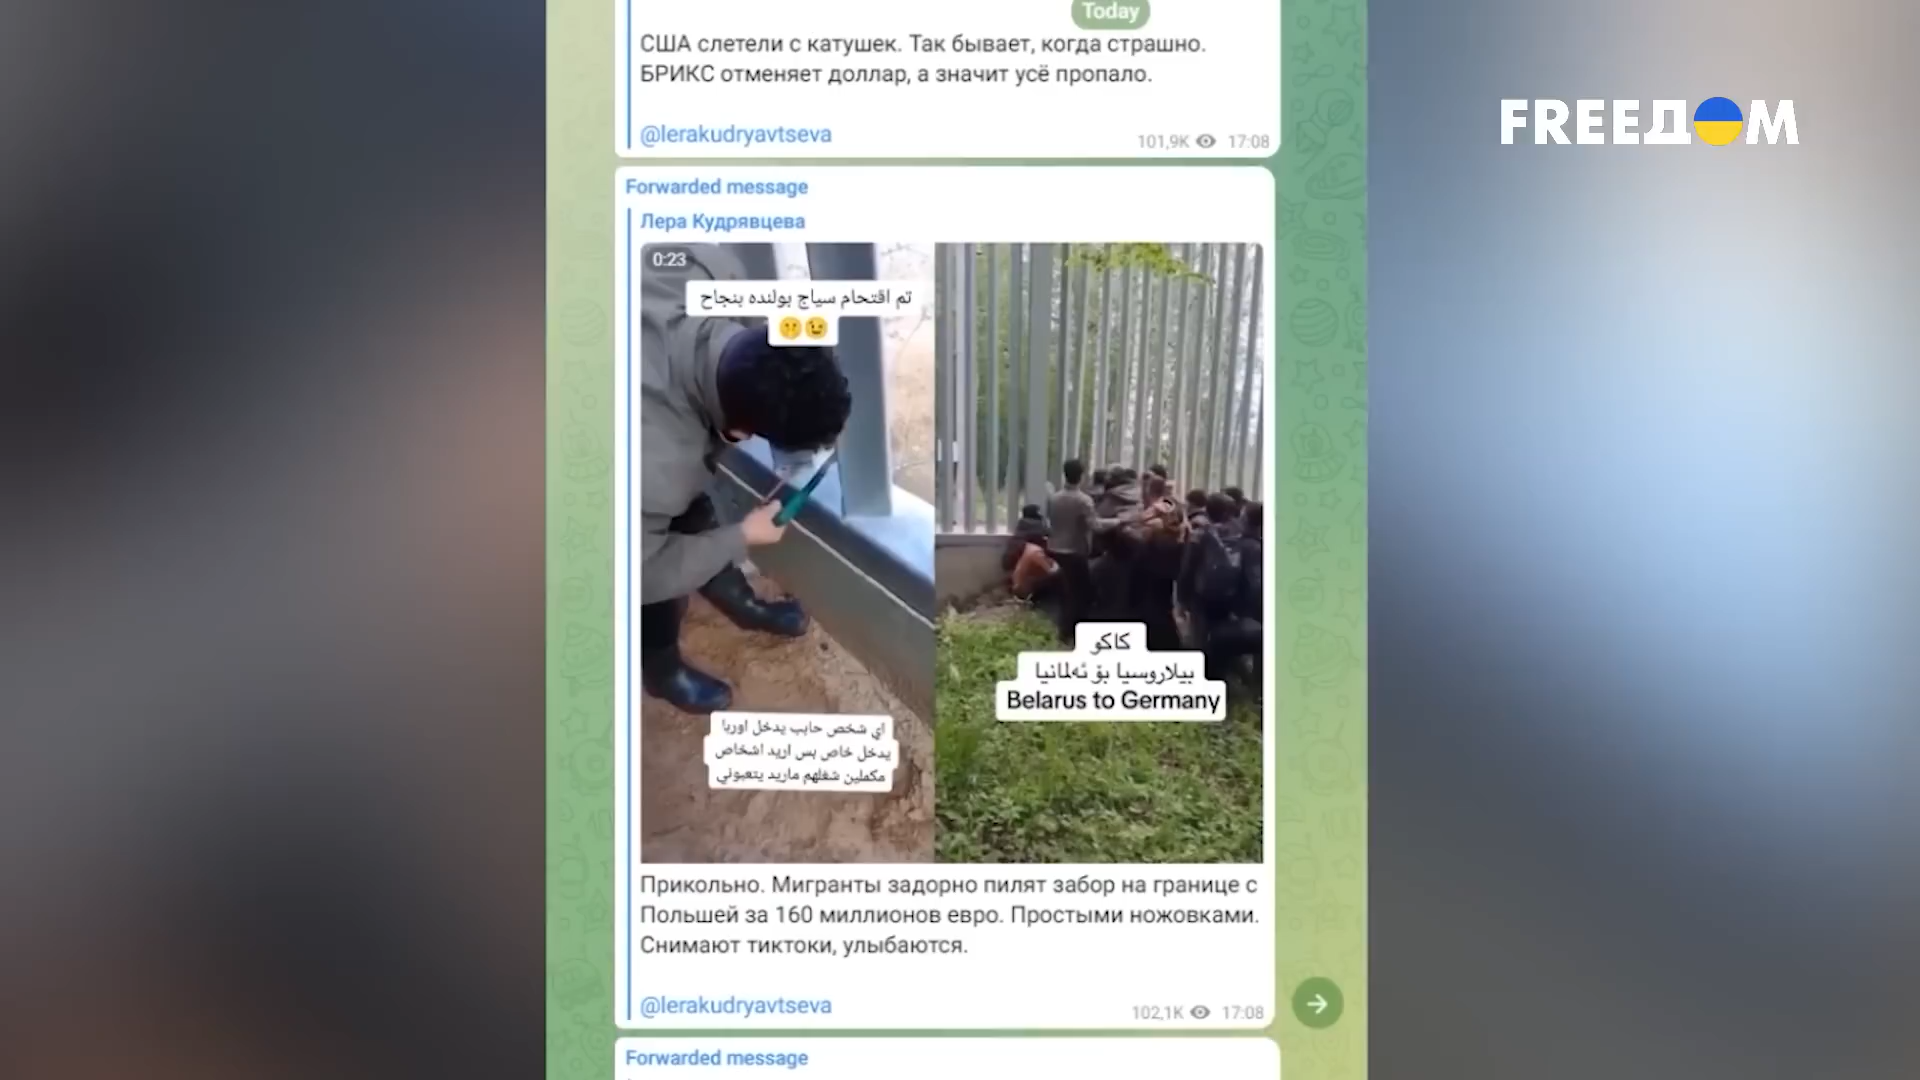 Today
США слетели с катушек. Так бывает, когда страшно.
БРИКС отменяет доллар, а значит усё пропало.
@lerakudryavtseva
101,9K 17:08
FREEДOM
Forwarded message
Лера Кудрявцева
0:23
تم اقتحام سياج بولنده بنجاح
🤫😉
اي شخص حابب يدخل اوربا
يدخل خاص بس اريد اشخاص
مكملين شغلهم ماريد يتعبوني
كاكو
بيلاروسيا بۆ ئەلمانيا
Belarus to Germany
Прикольно. Мигранты задорно пилят забор на границе с
Польшей за 160 миллионов евро. Простыми ножовками.
Снимают тиктоки, улыбаются.
@lerakudryavtseva
102,1K 17:08
Forwarded message